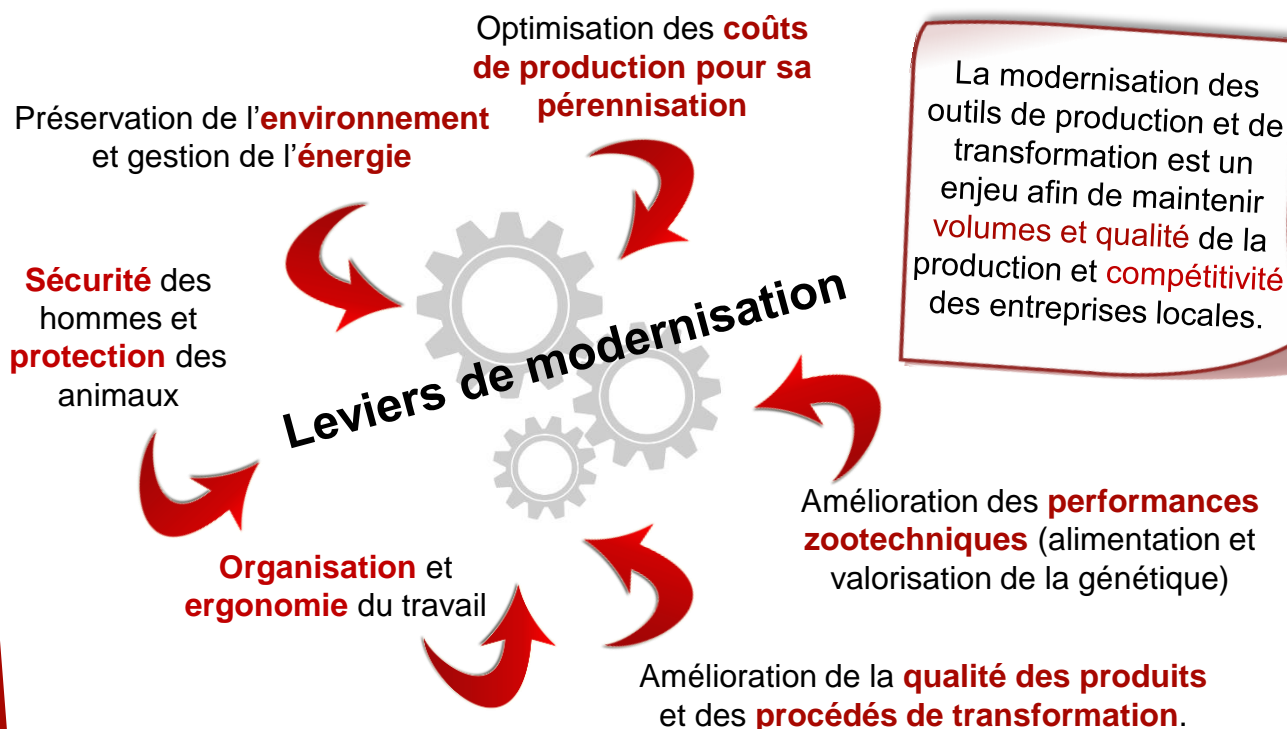 Optimisation des coûts
de production pour sa
pérennisation
La modernisation des
outils de production et de
transformation est un
enjeu afin de maintenir
volumes et qualité de la
production et compétitivité
des entreprises locales.
Préservation de l’environnement
et gestion de l’énergie
Sécurité des
hommes et
protection des
animaux
Leviers de modernisation
Amélioration des performances
zootechniques (alimentation et
valorisation de la génétique)
Organisation et
ergonomie du travail
Amélioration de la qualité des produits
et des procédés de transformation.